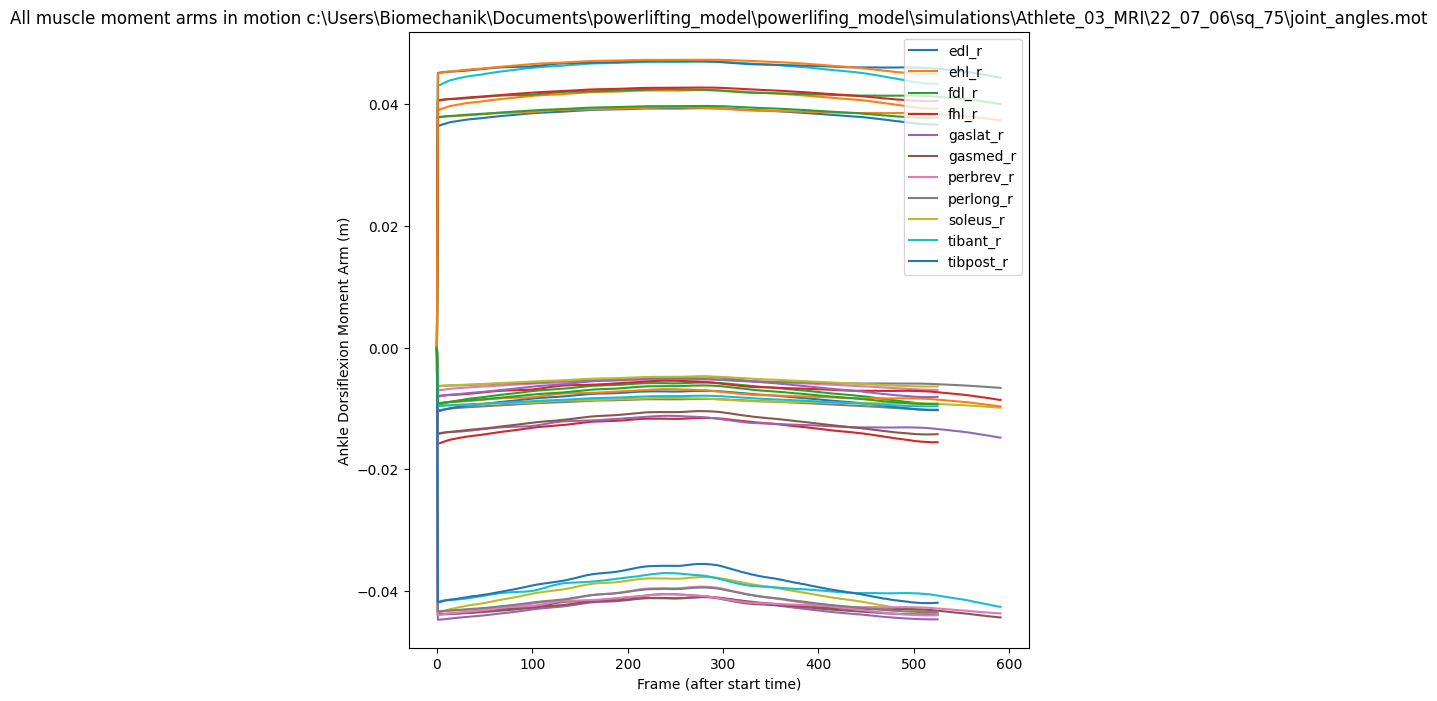 All muscle moment arms in motion c:\Users\Biomechanik\Documents\powerlifting_model\powerlifing_model\simulations\Athlete_03_MRI\22_07_06\sq_75\joint_angles.mot
edl_r
ehl_r
fdl_r
fhl_r
gaslat_r
gasmed_r
perbrev_r
perlong_r
soleus_r
tibant_r
tibpost_r
Ankle Dorsiflexion Moment Arm (m)
0.04
0.02
0.00
−0.02
−0.04
0 100 200 300 400 500 600
Frame (after start time)